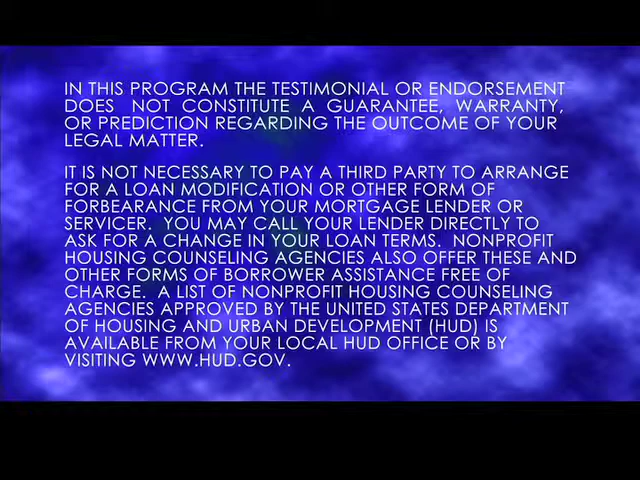 IN THIS PROGRAM THE TESTIMONIAL OR ENDORSEMENT
DOES NOT CONSTITUTE A GUARANTEE, WARRANTY,
OR PREDICTION REGARDING THE OUTCOME OF YOUR
LEGAL MATTER.
IT IS NOT NECESSARY TO PAY A THIRD PARTY TO ARRANGE
FOR A LOAN MODIFICATION OR OTHER FORM OF
FORBEARANCE FROM YOUR MORTGAGE LENDER OR
SERVICER. YOU MAY CALL YOUR LENDER DIRECTLY TO
ASK FOR A CHANGE IN YOUR LOAN TERMS. NONPROFIT
HOUSING COUNSELING AGENCIES ALSO OFFER THESE AND
OTHER FORMS OF BORROWER ASSISTANCE FREE OF
CHARGE. A LIST OF NONPROFIT HOUSING COUNSELING
AGENCIES APPROVED BY THE UNITED STATES DEPARTMENT
OF HOUSING AND URBAN DEVELOPMENT (HUD) IS
AVAILABLE FROM YOUR LOCAL HUD OFFICE OR BY
VISITING WWW.HUD.GOV.